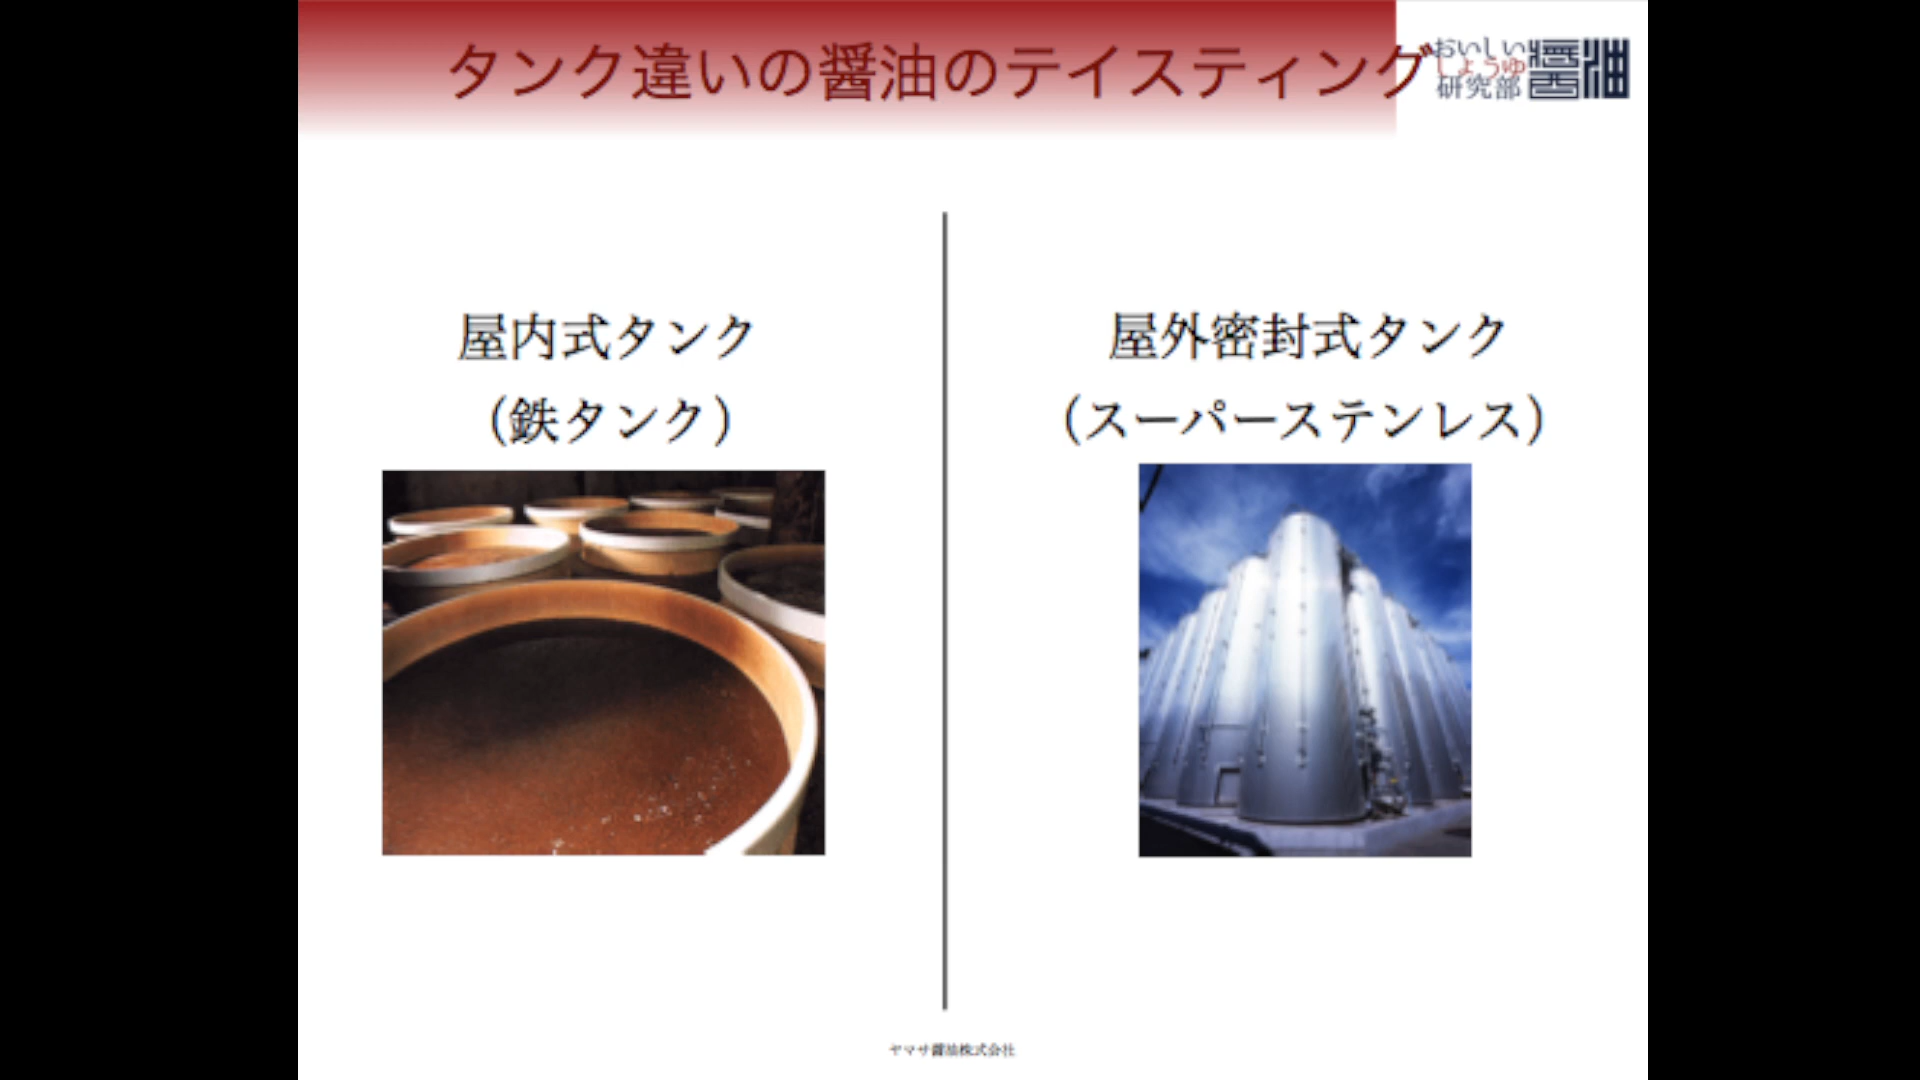 タンク違いの醤油のテイスティング
おいしい
しょうゆ
研究部
醤油
屋内式タンク
（鉄タンク）
屋外密封式タンク
（スーパーステンレス）
ヤマサ醤油株式会社